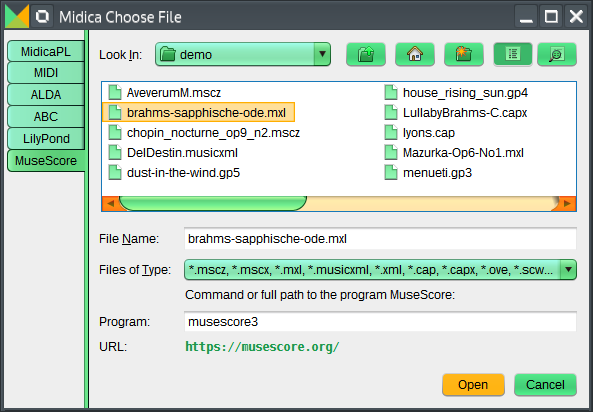 Midica Choose File
MidicaPL
MIDI
ALDA
ABC
LilyPond
MuseScore
Look In: demo
AveverumM.mscz
brahms-sapphische-ode.mxl
chopin_nocturne_op9_n2.mscz
DelDestin.musicxml
dust-in-the-wind.gp5
house_rising_sun.gp4
LullabyBrahms-C.capx
lyons.cap
Mazurka-Op6-No1.mxl
menueti.gp3
File Name: brahms-sapphische-ode.mxl
Files of Type: *.mscz, *.mscx, *.mxl, *.musicxml, *.xml, *.cap, *.capx, *.ove, *.scw...
Command or full path to the program MuseScore:
Program: musescore3
URL: https://musescore.org/
Open Cancel